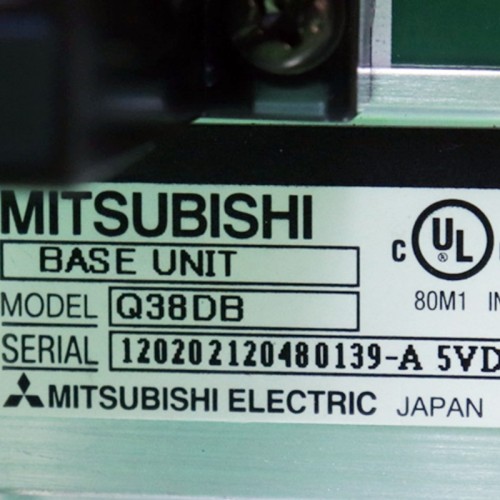 MITSUBISHI
BASE UNIT
c UL ®
80M1
MODEL Q38DB
SERIAL 120202120480139-A 5VD
MITSUBISHI ELECTRIC JAPAN